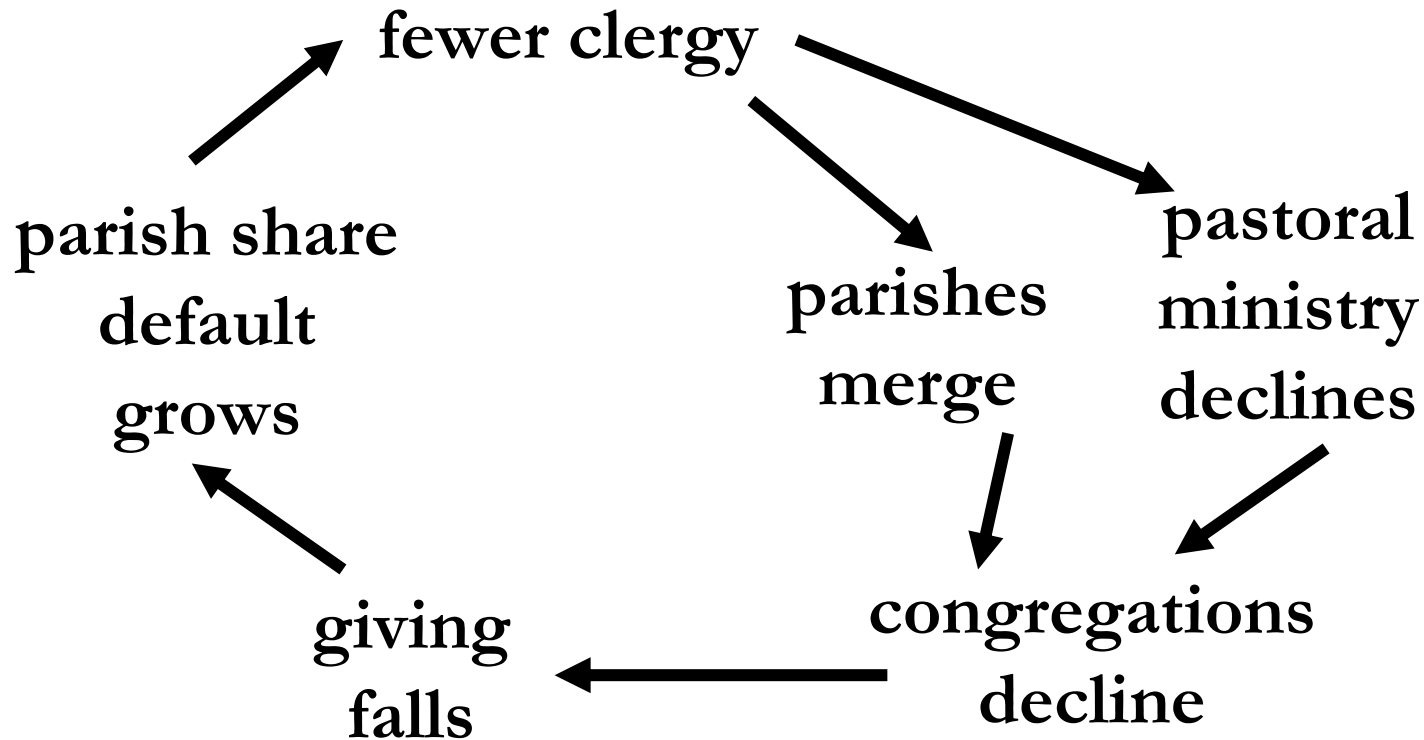 fewer clergy
pastoral
ministry
declines
parishes
merge
congregations
decline
giving
falls
parish share
default
grows